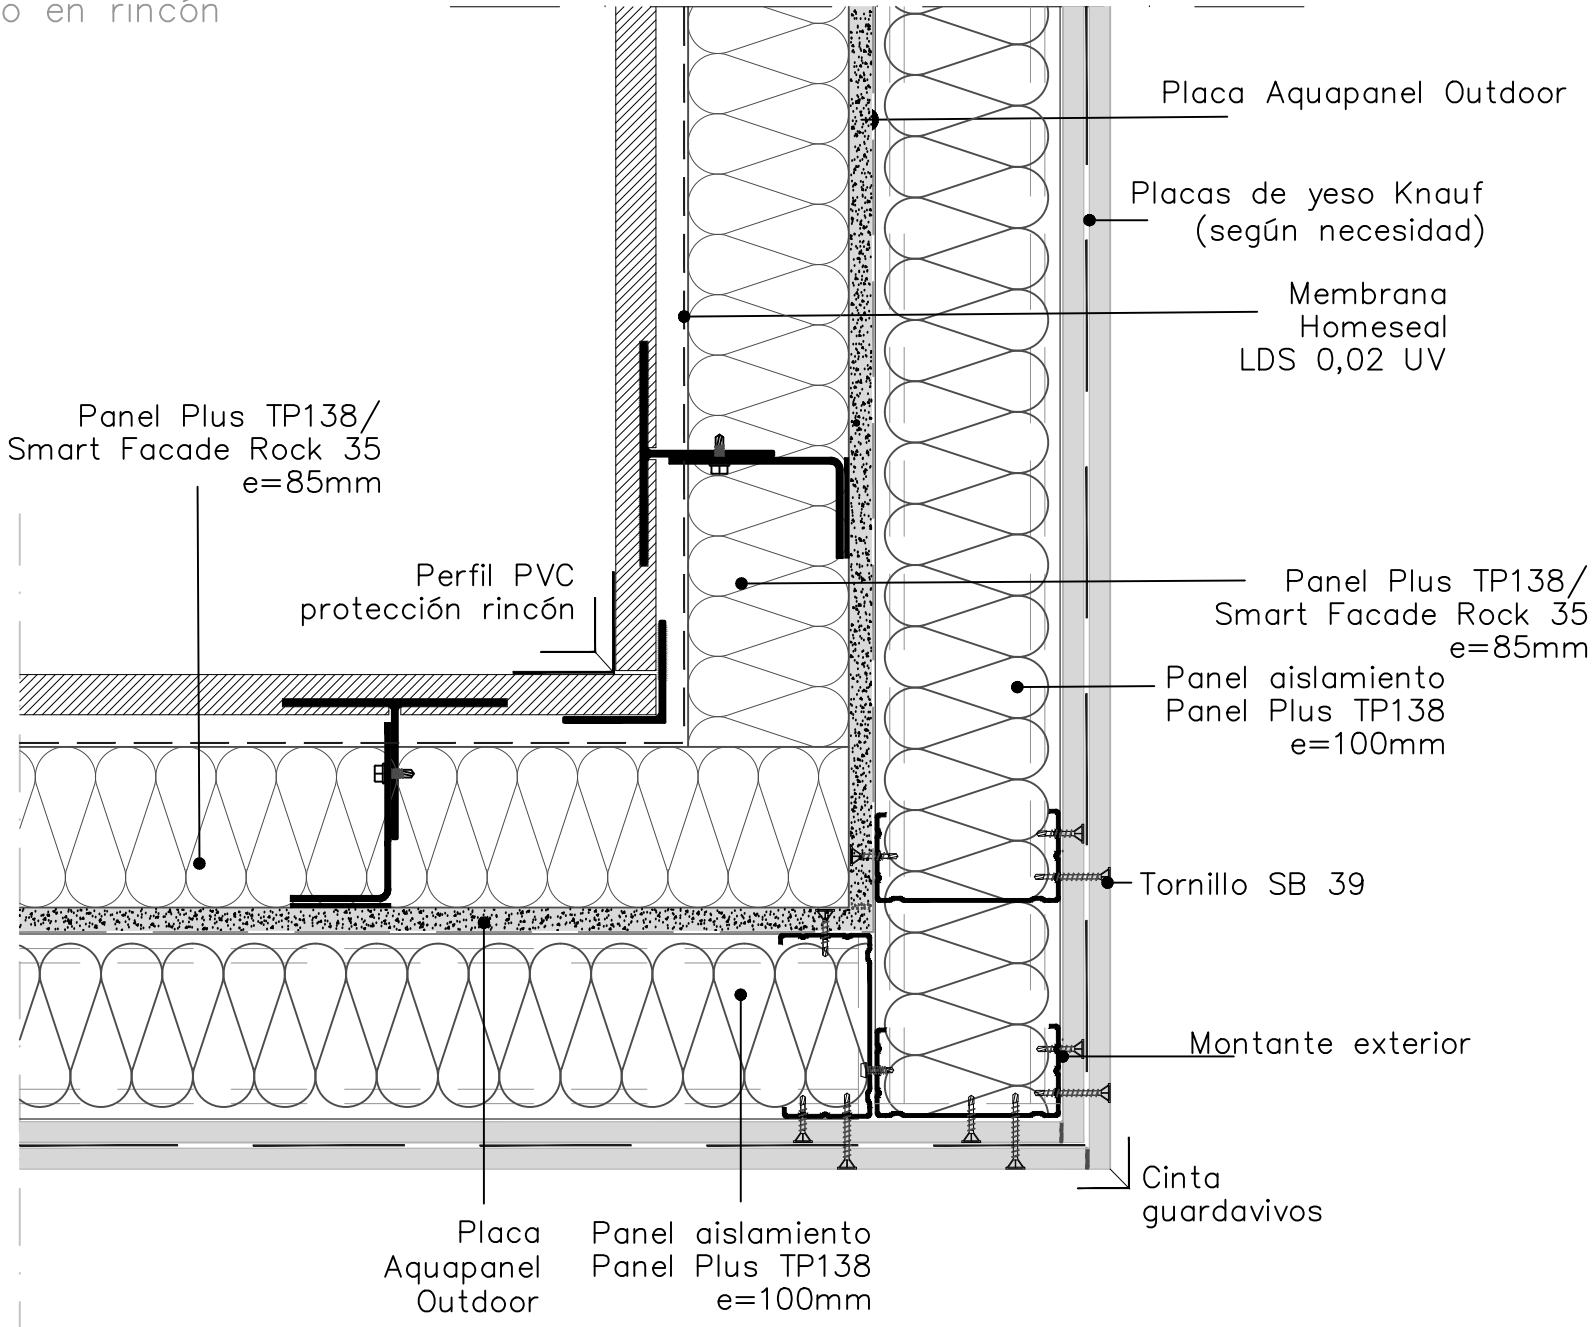 o en rincón
Placa Aquapanel Outdoor
Placas de yeso Knauf
(según necesidad)
Membrana
Homeseal
LDS 0,02 UV
Panel Plus TP138/
Smart Facade Rock 35
e=85mm
Perfil PVC
protección rincón
Panel Plus TP138/
Smart Facade Rock 35
e=85mm
Panel aislamiento
Panel Plus TP138
e=100mm
Tornillo SB 39
Montante exterior
Cinta
guardavivos
Placa
Aquapanel
Outdoor
Panel aislamiento
Panel Plus TP138
e=100mm